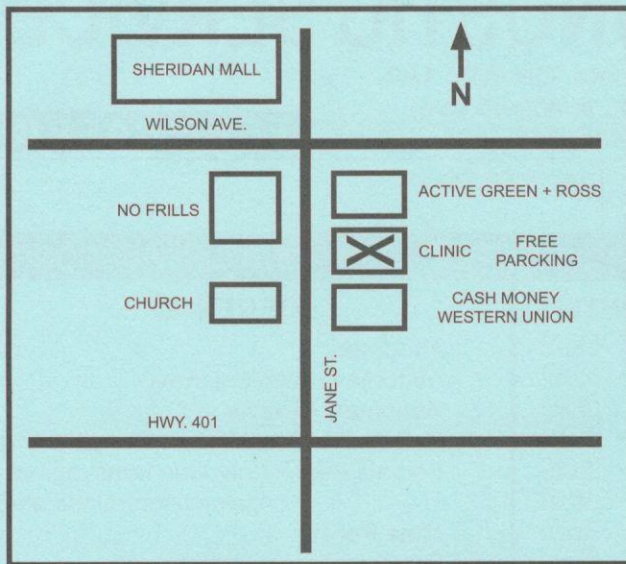 SHERIDAN MALL
N
WILSON AVE.
NO FRILLS
ACTIVE GREEN + ROSS
CLINIC
FREE
PARCKING
CHURCH
CASH MONEY
WESTERN UNION
JANE ST.
HWY. 401